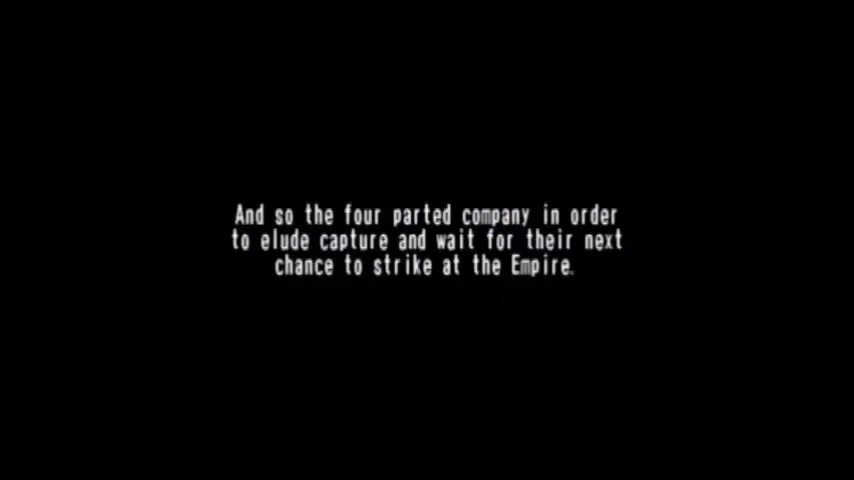 And so the four parted company in order
to elude capture and wait for their next
chance to strike at the Empire.